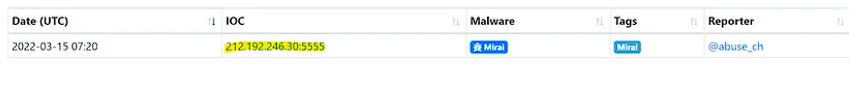 Date (UTC) IOC Malware Tags Reporter
2022-03-15 07:20 212.192.246.30:5555 Mirai Mirai @abuse_ch